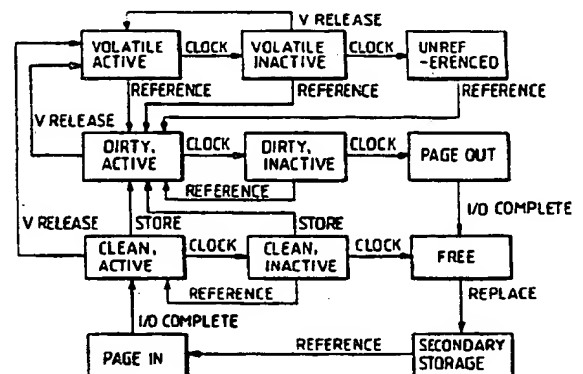 V RELEASE
VOLATILE
ACTIVE
CLOCK
VOLATILE
INACTIVE
CLOCK
UNREF
-ERENCED
REFERENCE
REFERENCE
REFERENCE
V RELEASE
DIRTY,
ACTIVE
CLOCK
DIRTY,
INACTIVE
CLOCK
PAGE OUT
REFERENCE
I/O COMPLETE
V RELEASE
STORE
STORE
CLEAN,
ACTIVE
CLOCK
CLEAN,
INACTIVE
CLOCK
FREE
REFERENCE
REPLACE
I/O COMPLETE
PAGE IN
REFERENCE
SECONDARY
STORAGE